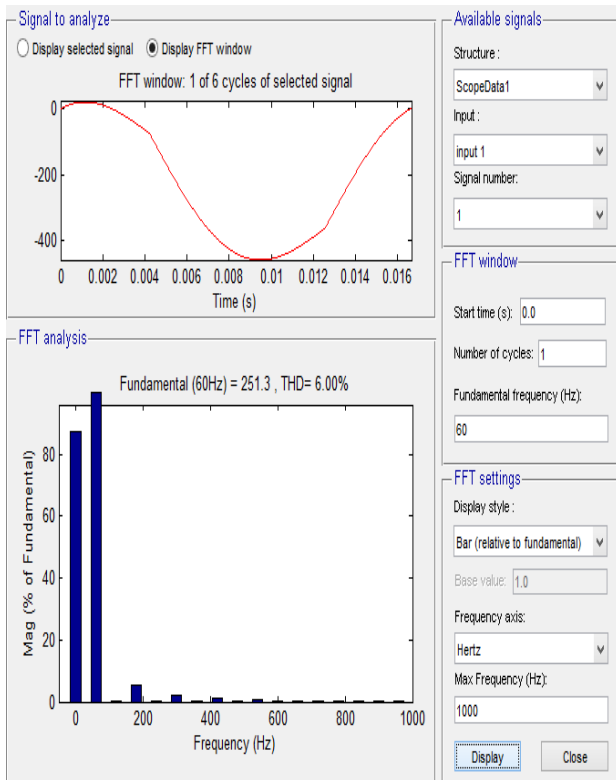 Signal to analyze
Display selected signal Display FFT window
FFT window: 1 of 6 cycles of selected signal
0
-200
-400
0 0.002 0.004 0.006 0.008 0.01 0.012 0.014 0.016
Time (s)
FFT analysis
Fundamental (60Hz) = 251.3 , THD= 6.00%
80
60
40
20
0
Mag (% of Fundamental)
0 200 400 600 800 1000
Frequency (Hz)
Available signals
Structure :
ScopeData1
Input :
input 1
Signal number:
1
FFT window
Start time (s): 0.0
Number of cycles: 1
Fundamental frequency (Hz):
60
FFT settings
Display style :
Bar (relative to fundamental)
Base value: 1.0
Frequency axis:
Hertz
Max Frequency (Hz):
1000
Display Close